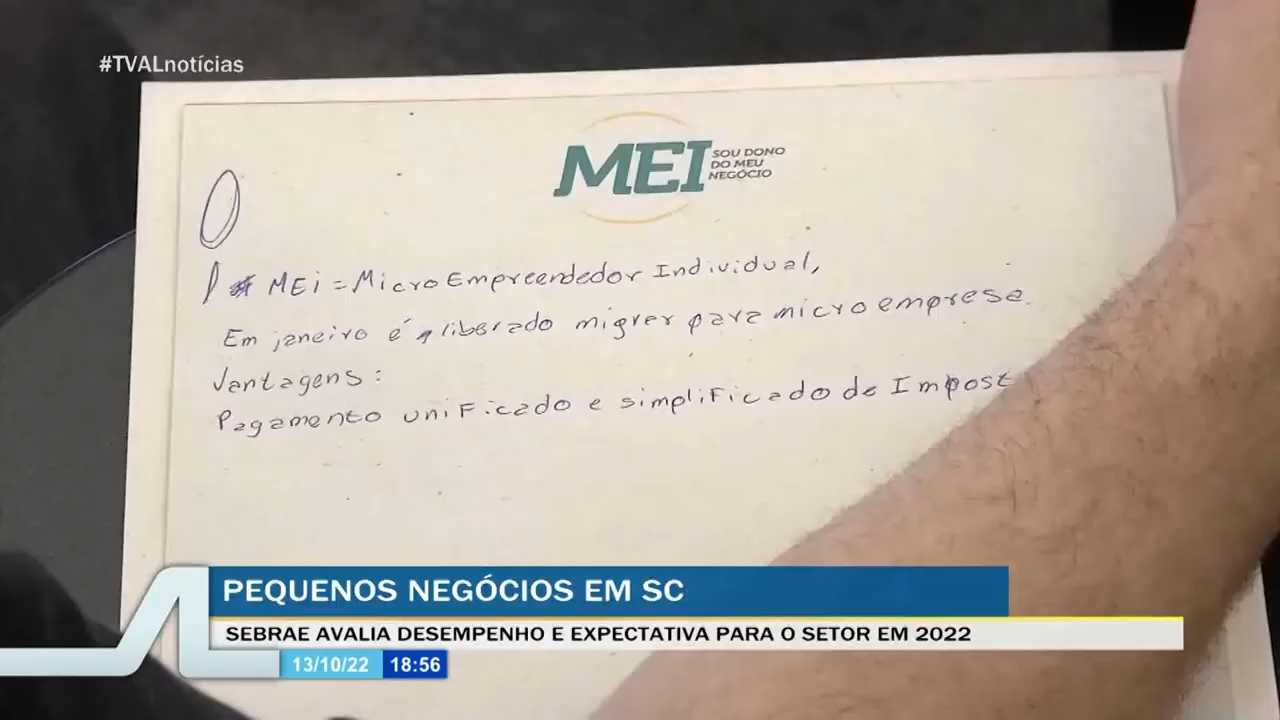 #TVALnotícias
MEI
SOU DONO
DO MEU
NEGÓCIO
MEi = Micro Empreendedor Individual,
Em janeiro é liberado migrar para micro empresa.
Vantagens:
Pagamento unificado e simplificado de Impost
PEQUENOS NEGÓCIOS EM SC
SEBRAE AVALIA DESEMPENHO E EXPECTATIVA PARA O SETOR EM 2022
13/10/22 18:56